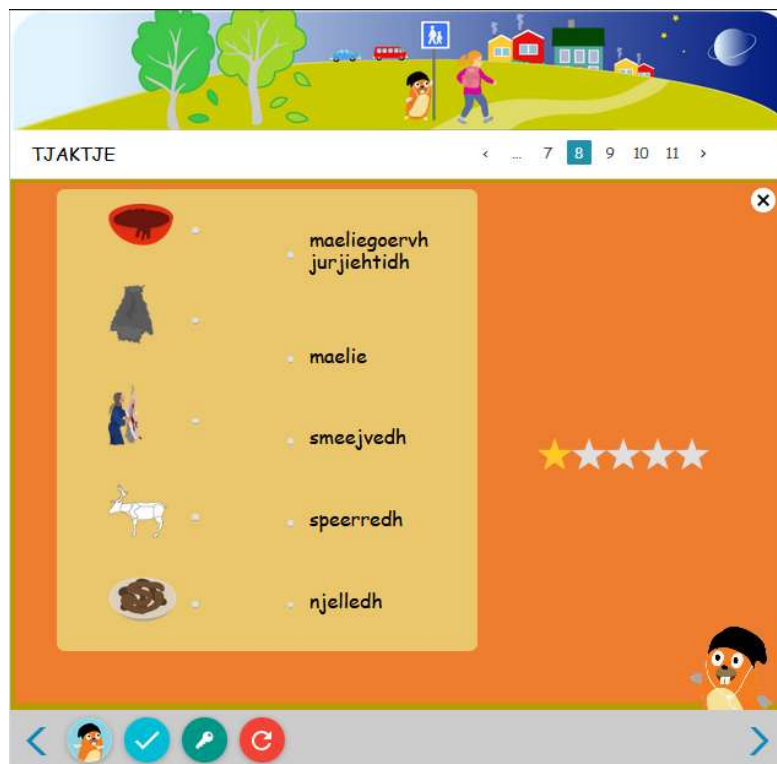 TJAKTJE
‹ ... 7 8 9 10 11 ›
maeliegoervh
jurjiehtidh
maelie
smeejvedh
speerredh
njelledh